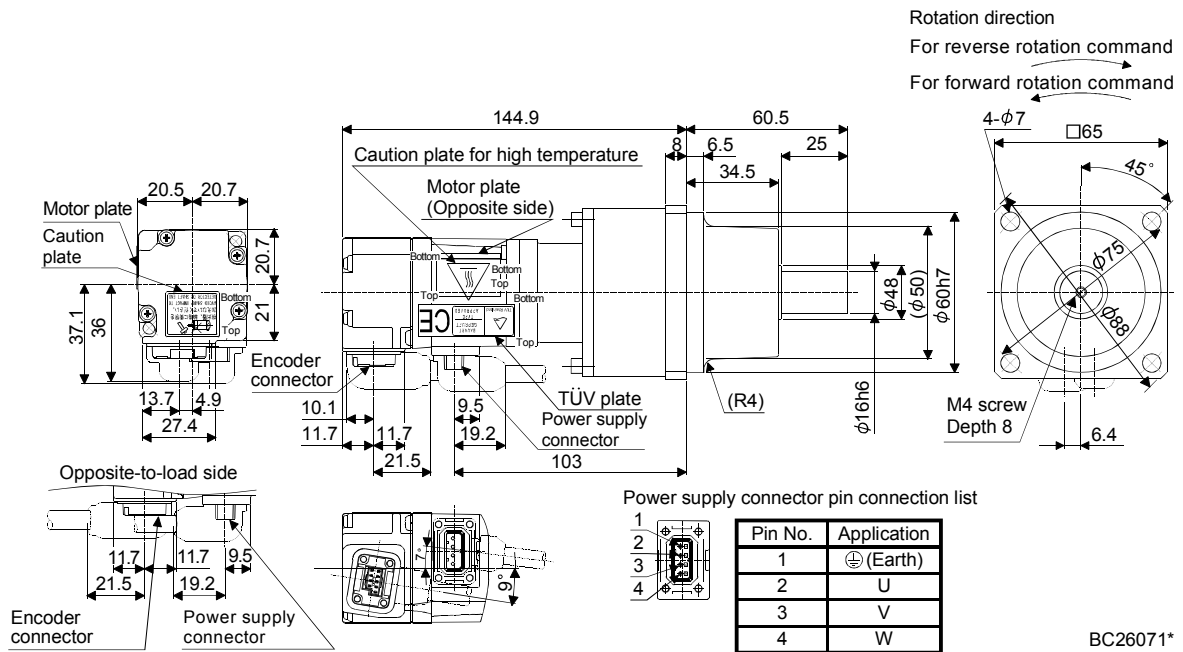 Rotation direction
For reverse rotation command
For forward rotation command
144.9
60.5
4-φ7
□65
8
6.5
25
34.5
45°
Caution plate for high temperature
Motor plate
(Opposite side)
20.5
20.7
Motor plate
Caution
plate
20.7
21
Bottom
Top
37.1
36
13.7
4.9
27.4
Bottom
Bottom
Top
Top
Bottom
Top
CE
Encoder
connector
TÜV plate
Power supply
connector
10.1
11.7
11.7
21.5
9.5
19.2
103
(R4)
φ16h6
φ48
(φ50)
φ60h7
φ75
φ88
M4 screw
Depth 8
6.4
Opposite-to-load side
11.7
11.7
9.5
21.5
19.2
Encoder
connector
Power supply
connector
7°
9°
Power supply connector pin connection list
1
2
3
4
Pin No. Application
1 (Earth)
2 U
3 V
4 W
BC26071*